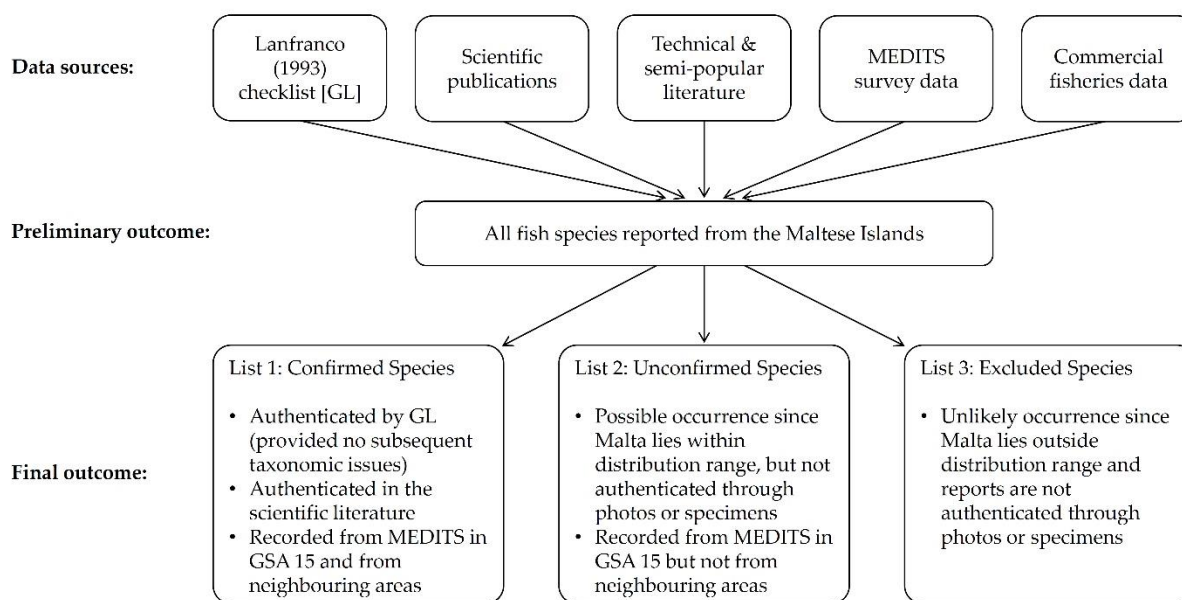 Data sources:
Lanfranco
(1993)
checklist [GL]
Scientific
publications
Technical &
semi-popular
literature
MEDITS
survey data
Commercial
fisheries data
Preliminary outcome:
All fish species reported from the Maltese Islands
Final outcome:
List 1: Confirmed Species
• Authenticated by GL
(provided no subsequent
taxonomic issues)
• Authenticated in the
scientific literature
• Recorded from MEDITS in
GSA 15 and from
neighbouring areas
List 2: Unconfirmed Species
• Possible occurrence since
Malta lies within
distribution range, but not
authenticated through
photos or specimens
• Recorded from MEDITS in
GSA 15 but not from
neighbouring areas
List 3: Excluded Species
• Unlikely occurrence since
Malta lies outside
distribution range and
reports are not
authenticated through
photos or specimens